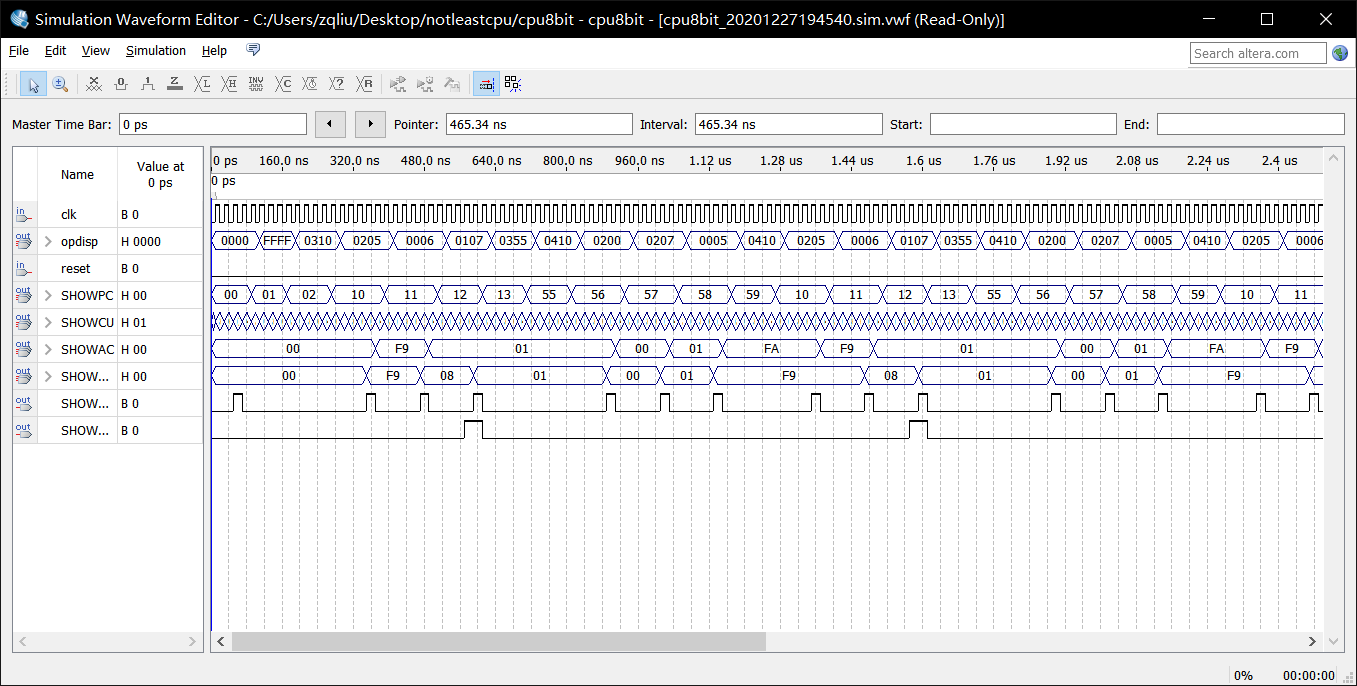 Simulation Waveform Editor - C:/Users/zqliu/Desktop/notleastcpu/cpu8bit - cpu8bit - [cpu8bit_20201227194540.sim.vwf (Read-Only)]
File Edit View Simulation Help Search altera.com
Master Time Bar: 0 ps Pointer: 465.34 ns Interval: 465.34 ns Start: End:
Name Value at 0 ps 0 ps 160.0 ns 320.0 ns 480.0 ns 640.0 ns 800.0 ns 960.0 ns 1.12 us 1.28 us 1.44 us 1.6 us 1.76 us 1.92 us 2.08 us 2.24 us 2.4 us
0 ps
in clk B 0
out opdisp H 0000 0000 FFFF 0310 0205 0006 0107 0355 0410 0200 0207 0005 0410 0205 0006 0107 0355 0410 0200 0207 0005 0410 0205 0006
in reset B 0
out SHOWPC H 00 00 01 02 10 11 12 13 55 56 57 58 59 10 11 12 13 55 56 57 58 59 10 11
out SHOWCU H 01
out SHOWAC H 00 00 F9 01 00 01 FA F9 01 00 01 FA F9
out SHOW... H 00 00 F9 08 01 00 01 F9 08 01 00 01 F9
out SHOW... B 0
out SHOW... B 0
0% 00:00:00